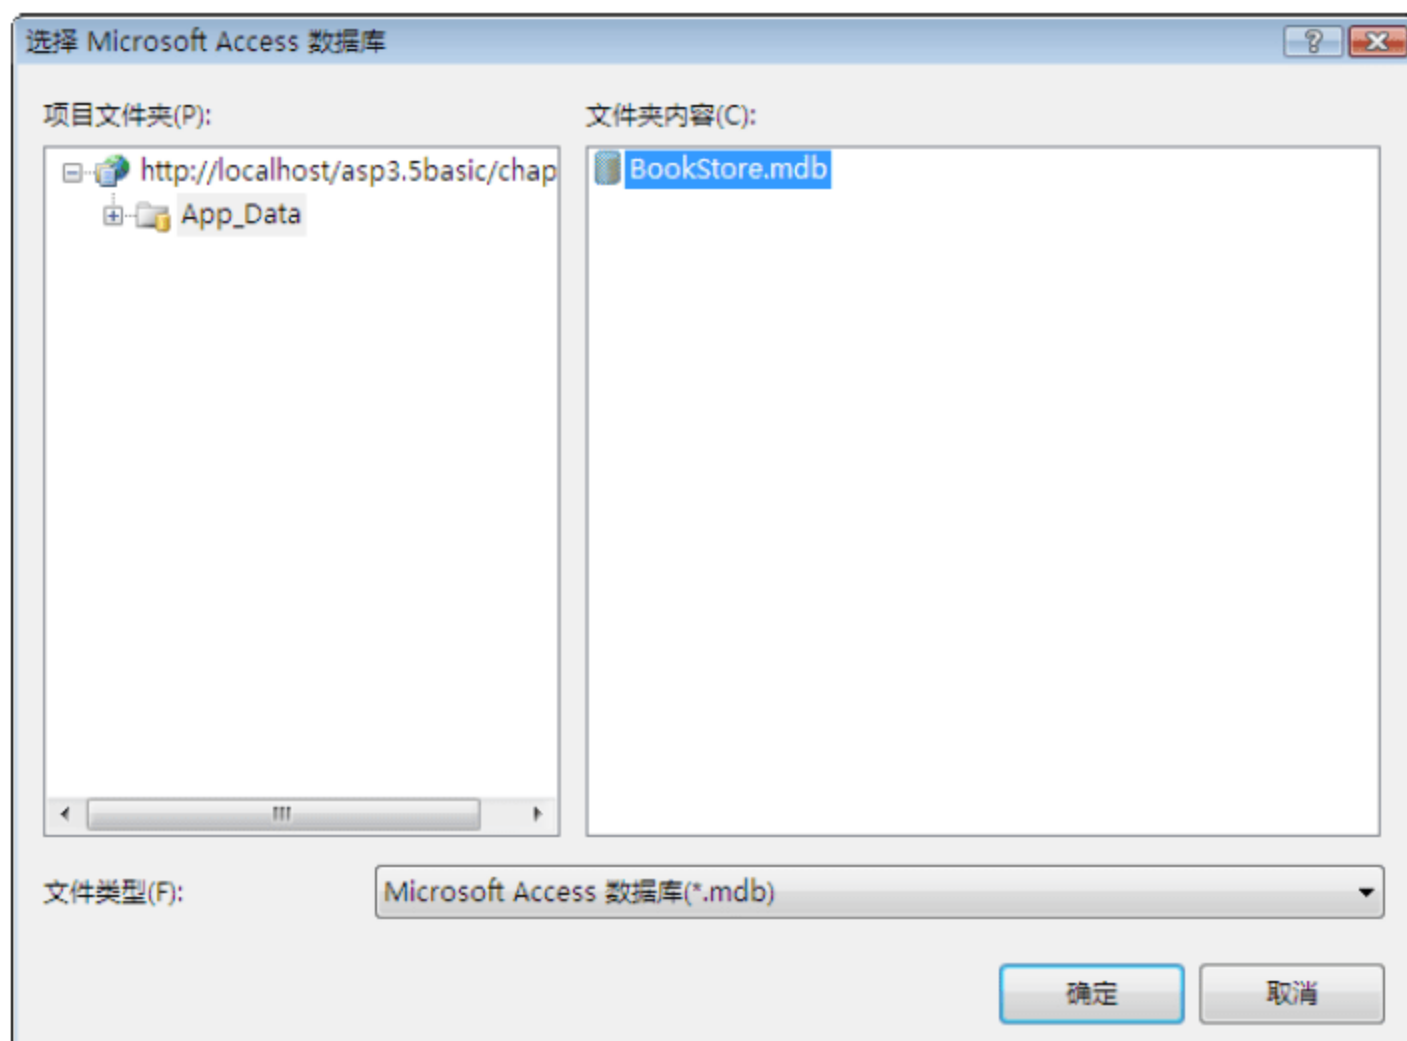 选择 Microsoft Access 数据库
项目文件夹(P):
文件夹内容(C):
http://localhost/asp3.5basic/chap
BookStore.mdb
App_Data
文件类型(F):
Microsoft Access 数据库(*.mdb)
确定
取消